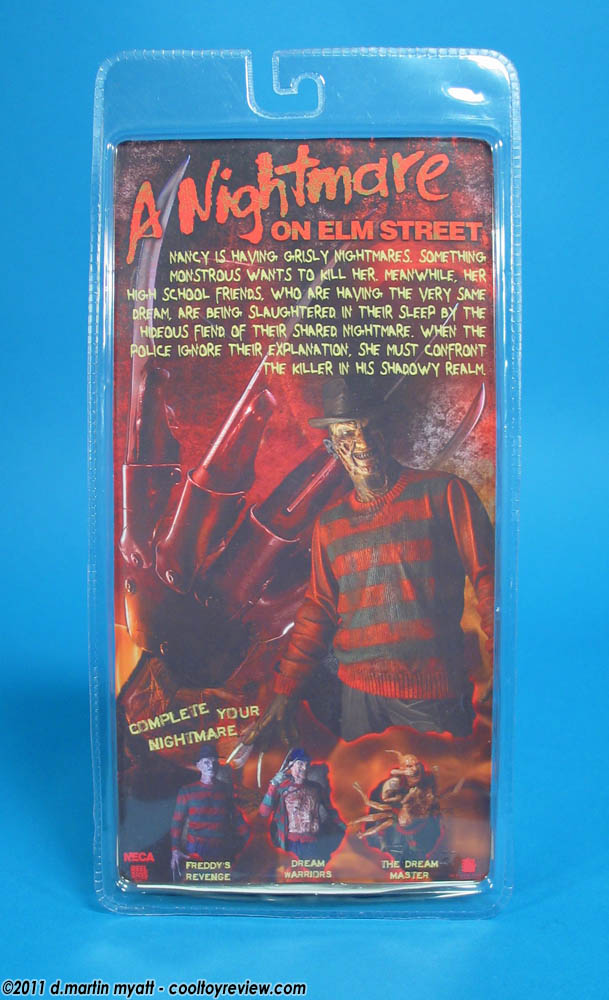 A Nightmare
ON ELM STREET
NANCY IS HAVING GRISLY NIGHTMARES. SOMETHING
MONSTROUS WANTS TO KILL HER. MEANWHILE, HER
HIGH SCHOOL FRIENDS, WHO ARE HAVING THE VERY SAME
DREAM, ARE BEING SLAUGHTERED IN THEIR SLEEP BY THE
HIDEOUS FIEND OF THEIR SHARED NIGHTMARE. WHEN THE
POLICE IGNORE THEIR EXPLANATION, SHE MUST CONFRONT
THE KILLER IN HIS SHADOWY REALM.
COMPLETE YOUR
NIGHTMARE
FREDDY'S
REVENGE
DREAM
WARRIORS
THE DREAM
MASTER
NECA
©2011 d.martin myatt - cooltoyreview.com